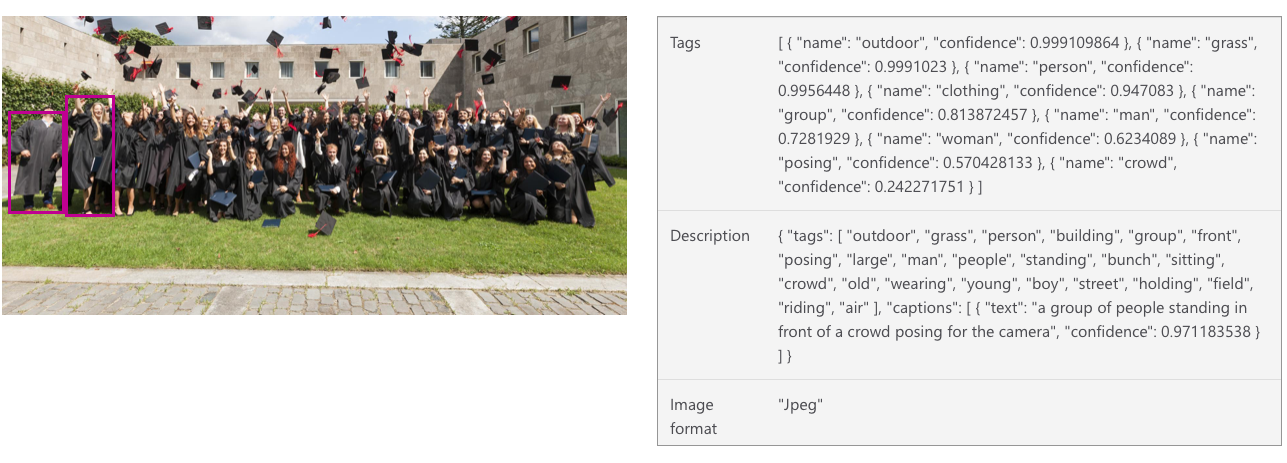 Tags
[ { "name": "outdoor", "confidence": 0.999109864 }, { "name": "grass",
"confidence": 0.9991023 }, { "name": "person", "confidence":
0.9956448 }, { "name": "clothing", "confidence": 0.947083 }, { "name":
"group", "confidence": 0.813872457 }, { "name": "man", "confidence":
0.7281929 }, { "name": "woman", "confidence": 0.6234089 }, { "name":
"posing", "confidence": 0.570428133 }, { "name": "crowd",
"confidence": 0.242271751 } ]
Description
{ "tags": [ "outdoor", "grass", "person", "building", "group", "front",
"posing", "large", "man", "people", "standing", "bunch", "sitting",
"crowd", "old", "wearing", "young", "boy", "street", "holding", "field",
"riding", "air" ], "captions": [ { "text": "a group of people standing in
front of a crowd posing for the camera", "confidence": 0.971183538 }
] }
Image
format
"Jpeg"